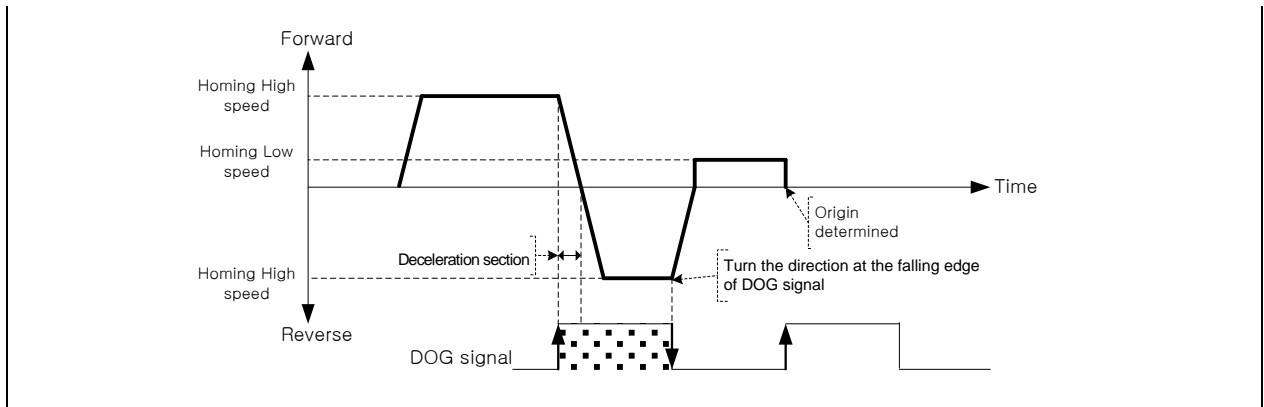 Forward
Homing High
speed
Homing Low
speed
Time
Origin
determined
Deceleration section
Turn the direction at the falling edge
of DOG signal
Homing High
speed
Reverse
DOG signal